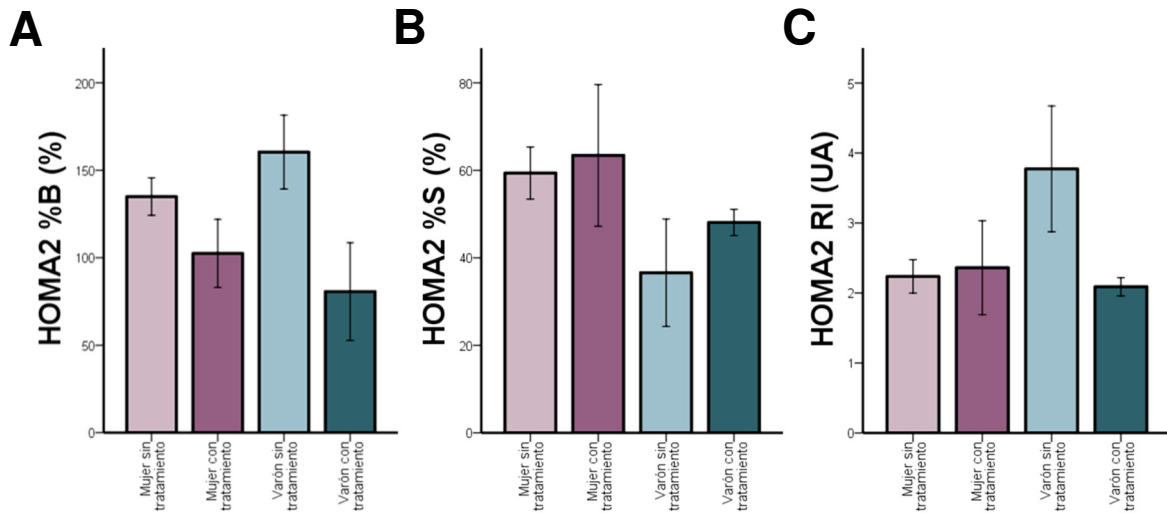 A
HOMA2 %B (%)
200
150
100
50
0
Mujer sin
tratamiento
Mujer con
tratamiento
Varón sin
tratamiento
Varón con
tratamiento
B
HOMA2 %S (%)
80
60
40
20
0
Mujer sin
tratamiento
Mujer con
tratamiento
Varón sin
tratamiento
Varón con
tratamiento
C
HOMA2 RI (UA)
5
4
3
2
1
0
Mujer sin
tratamiento
Mujer con
tratamiento
Varón sin
tratamiento
Varón con
tratamiento